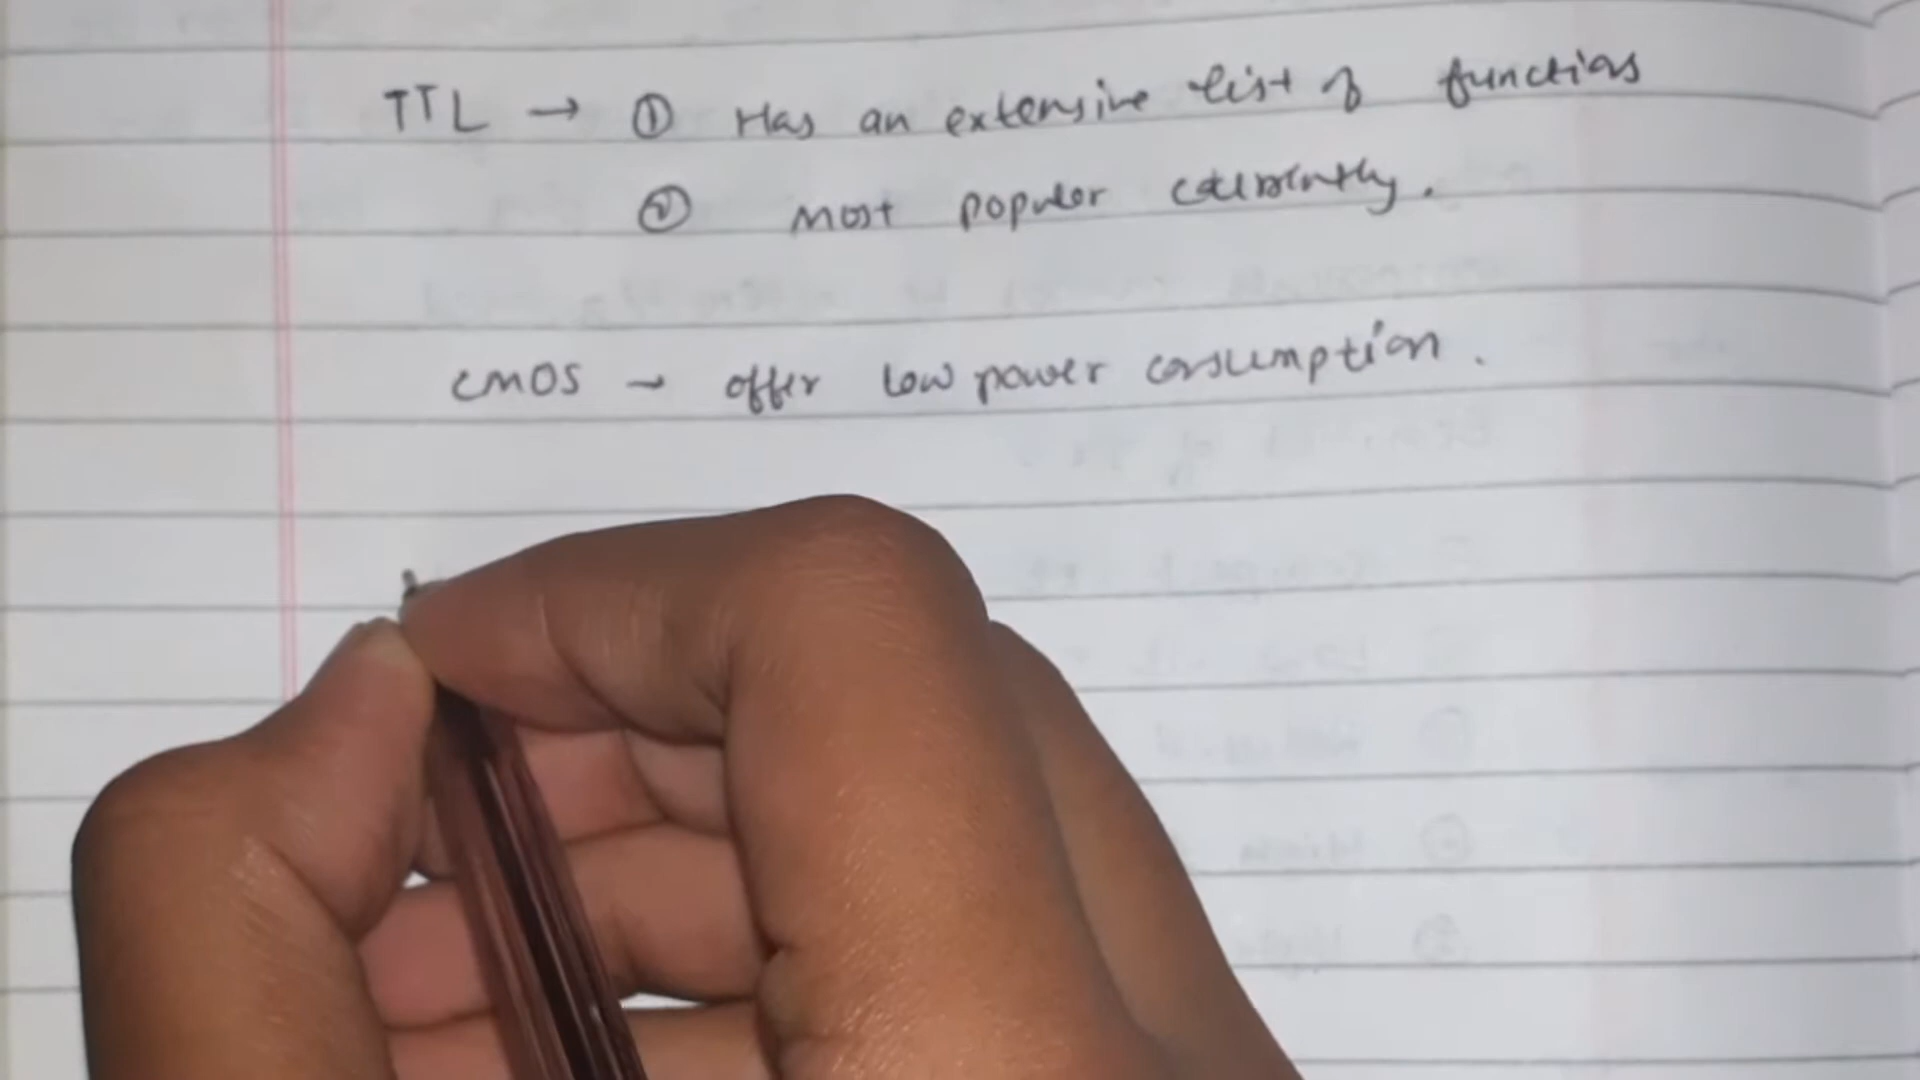 TTL → ① Has an extensive list of functions
② Most popular currently.
CMOS → offer low power consumption.